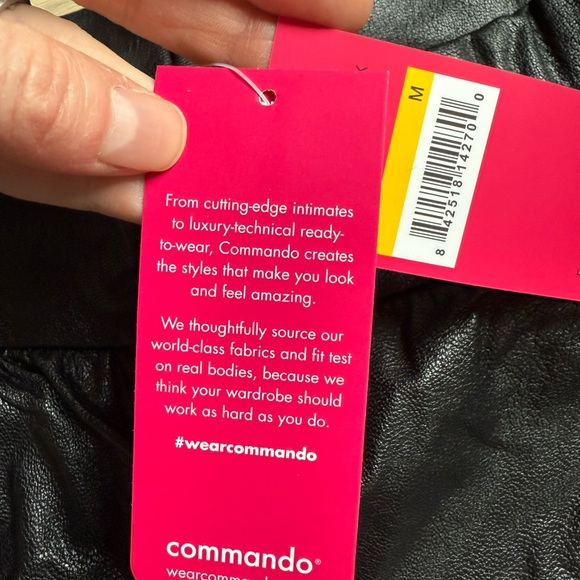 From cutting-edge intimates
to luxury-technical ready-
to-wear, Commando creates
the styles that make you look
and feel amazing.
We thoughtfully source our
world-class fabrics and fit test
on real bodies, because we
think your wardrobe should
work as hard as you do.
#wearcommando
commando®
M
8 42518 14270 0